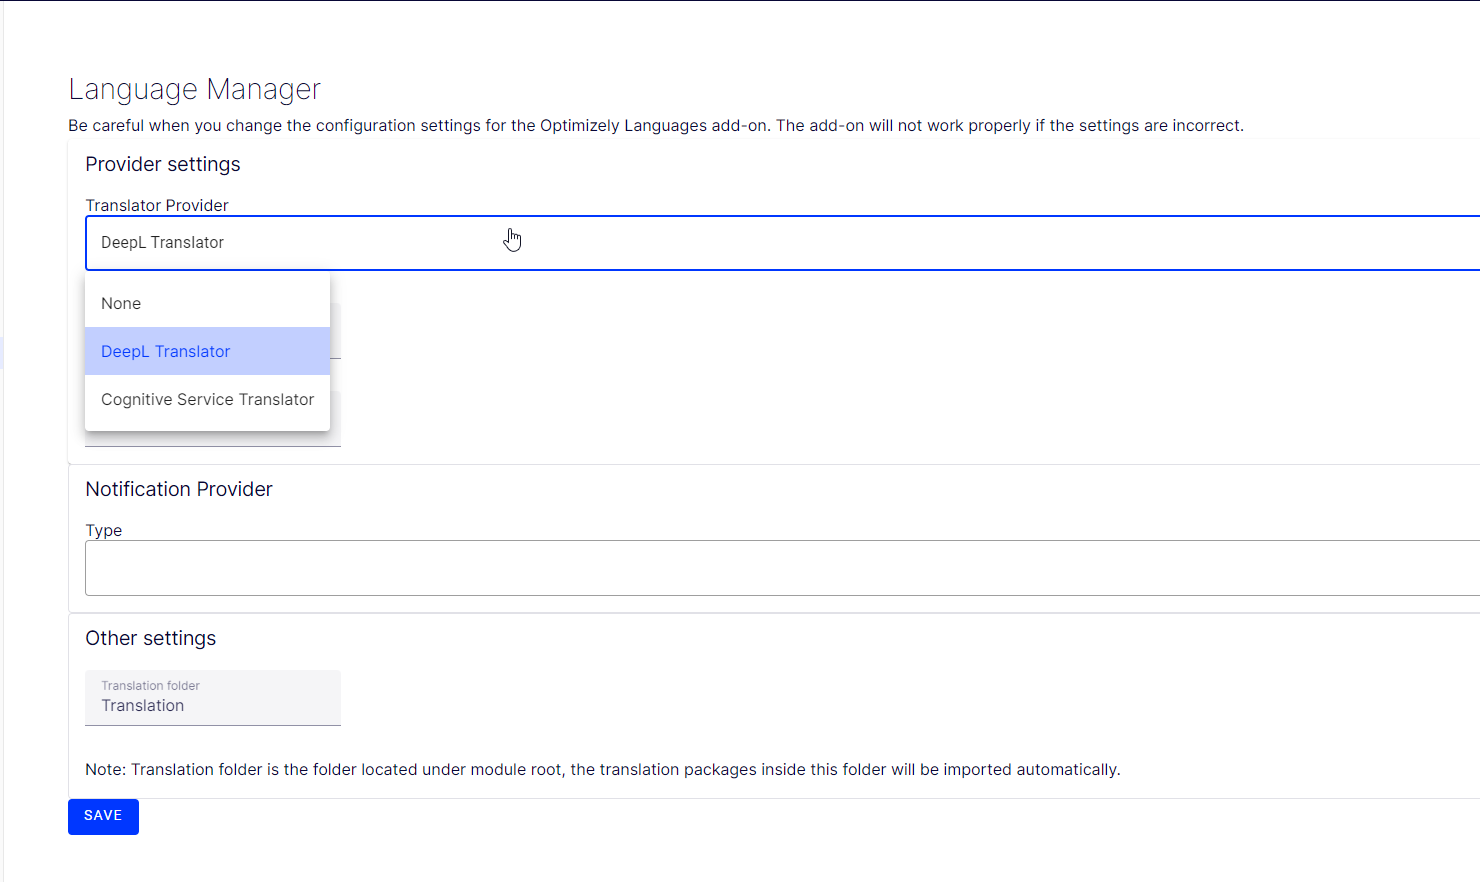 Language Manager
Be careful when you change the configuration settings for the Optimizely Languages add-on. The add-on will not work properly if the settings are incorrect.
Provider settings
Translator Provider
DeepL Translator
None
DeepL Translator
Cognitive Service Translator
Notification Provider
Type
Other settings
Translation folder
Translation
Note: Translation folder is the folder located under module root, the translation packages inside this folder will be imported automatically.
SAVE